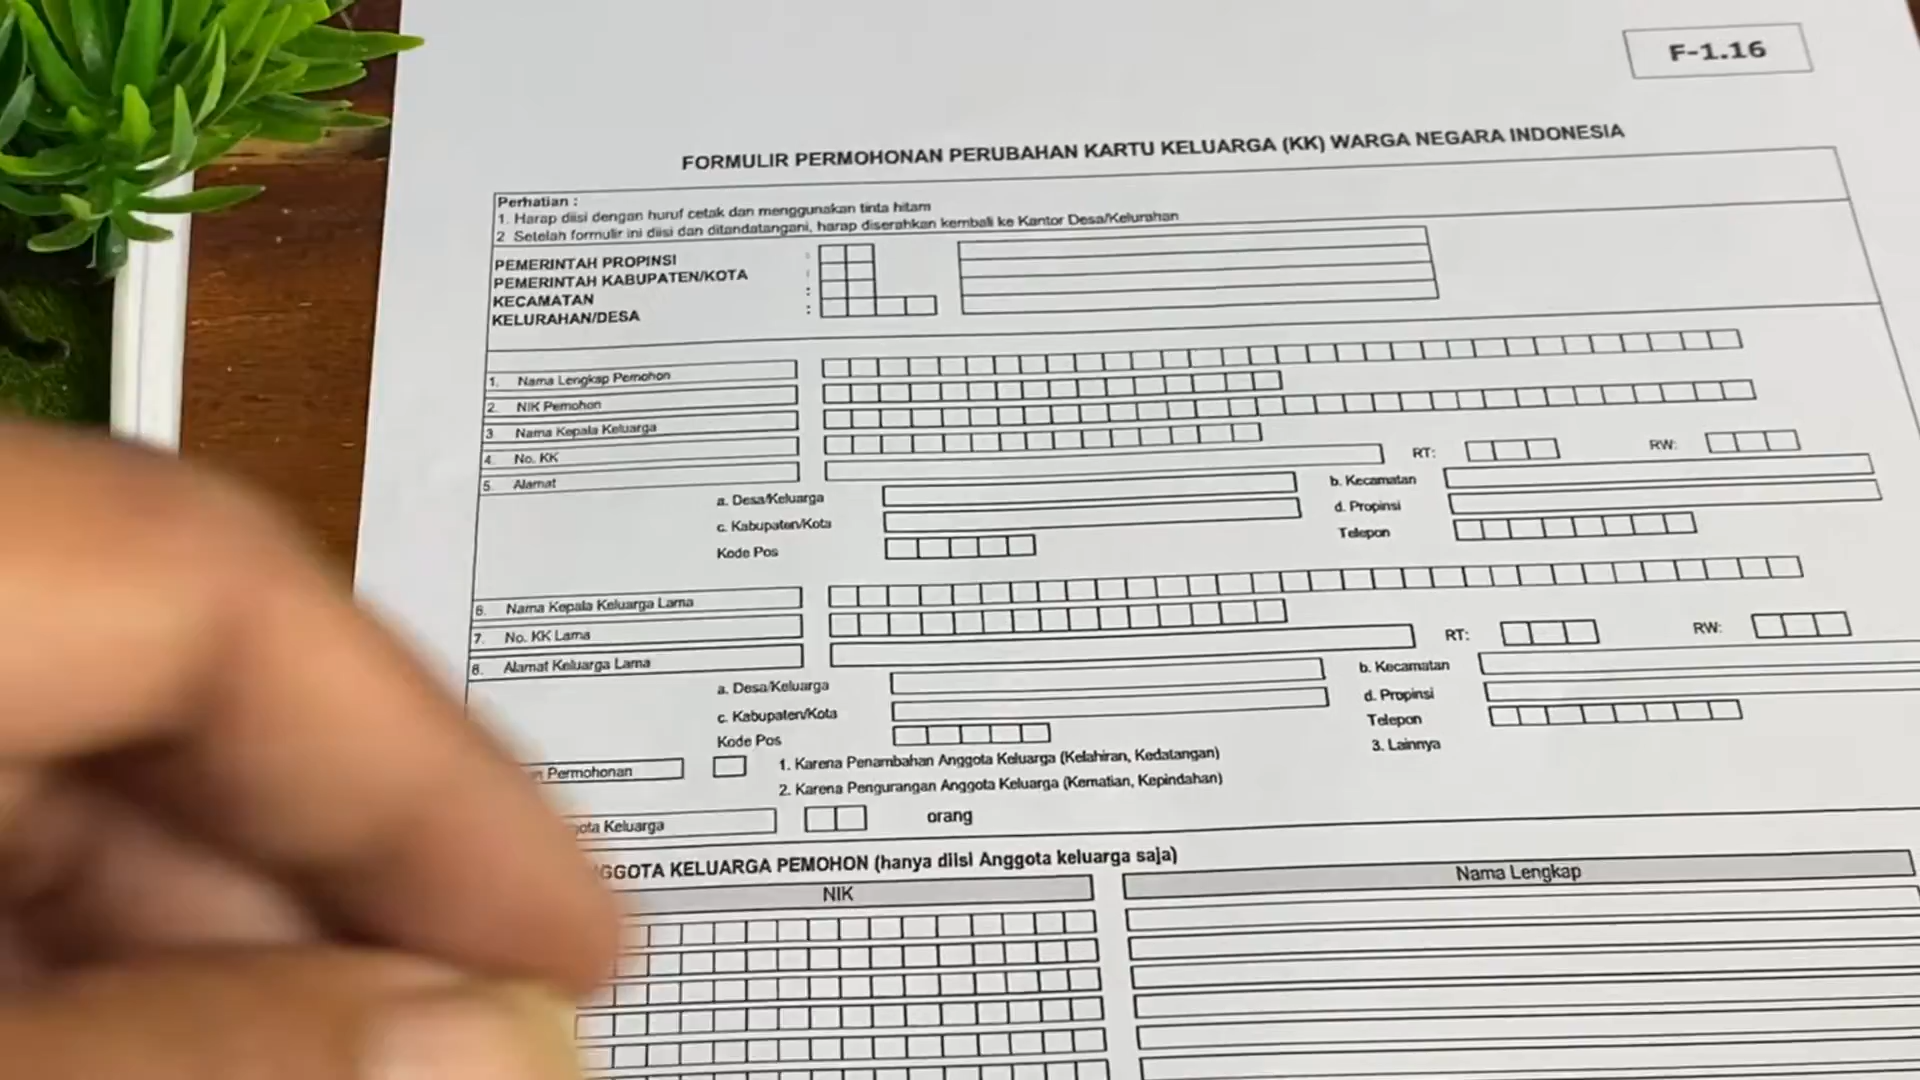 F-1.16
FORMULIR PERMOHONAN PERUBAHAN KARTU KELUARGA (KK) WARGA NEGARA INDONESIA
Perhatian :
1. Harap diisi dengan huruf cetak dan menggunakan tinta hitam
2 Setelah formulir ini diisi dan ditandatangani, harap diserahkan kembali ke Kantor Desa/Kelurahan
PEMERINTAH PROPINSI :
PEMERINTAH KABUPATEN/KOTA :
KECAMATAN :
KELURAHAN/DESA :
1. Nama Lengkap Pemohon
2. NIK Pemohon
3 Nama Kepala Keluarga
4. No. KK
5. Alamat RT: RW:
a. Desa/Keluarga b. Kecamatan
c. Kabupaten/Kota d. Propinsi
Kode Pos Telepon
6. Nama Kepala Keluarga Lama
7. No. KK Lama
8. Alamat Keluarga Lama RT: RW:
a. Desa/Keluarga b. Kecamatan
c. Kabupaten/Kota d. Propinsi
Kode Pos Telepon
Permohonan 1. Karena Penambahan Anggota Keluarga (Kelahiran, Kedatangan) 3. Lainnya
2. Karena Pengurangan Anggota Keluarga (Kematian, Kepindahan)
Keluarga orang
KELUARGA PEMOHON (hanya diisi Anggota keluarga saja)
NIK Nama Lengkap